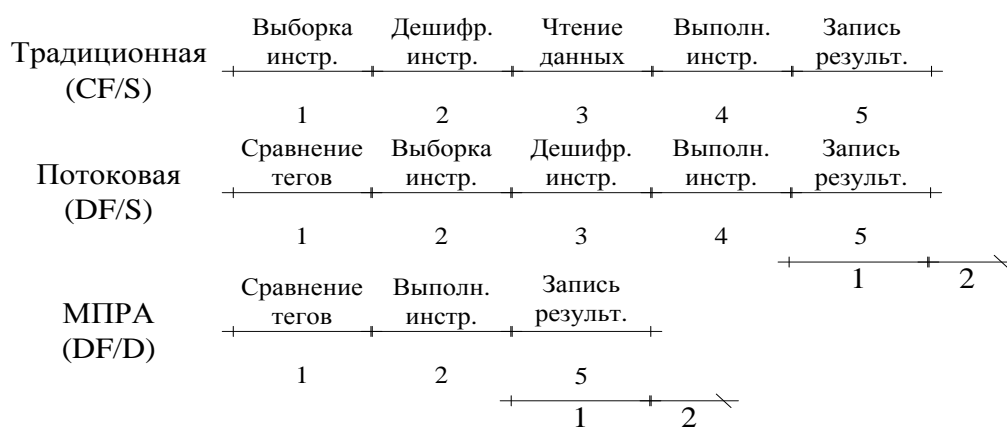 Традиционная
(CF/S)
Выборка инстр.
Дешифр. инстр.
Чтение данных
Выполн. инстр.
Запись результ.
1 2 3 4 5
Потоковая
(DF/S)
Сравнение тегов
Выборка инстр.
Дешифр. инстр.
Выполн. инстр.
Запись результ.
1 2 3 4 5
1 2
МПРА
(DF/D)
Сравнение тегов
Выполн. инстр.
Запись результ.
1 2 5
1 2